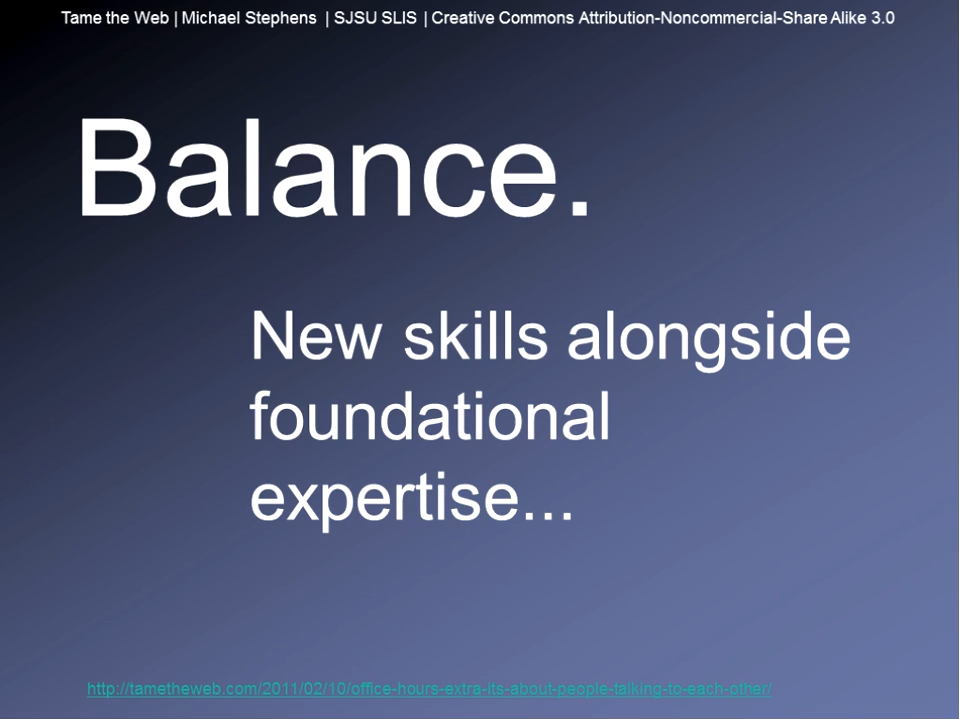 Tame the Web | Michael Stephens | SJSU SLIS | Creative Commons Attribution-Noncommercial-Share Alike 3.0
Balance.
New skills alongside
foundational
expertise...
http://tametheweb.com/2011/02/10/office-hours-extra-its-about-people-talking-to-each-other/